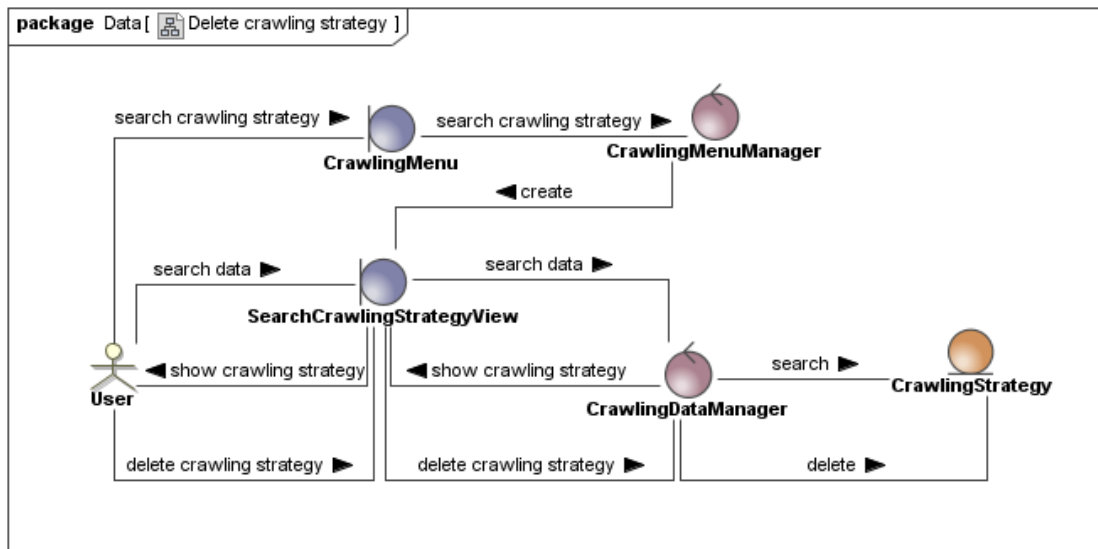 package Data [ Delete crawling strategy ]
search crawling strategy
search crawling strategy
CrawlingMenu
CrawlingMenuManager
create
search data
search data
SearchCrawlingStrategyView
show crawling strategy
show crawling strategy
search
User
CrawlingDataManager
CrawlingStrategy
delete crawling strategy
delete crawling strategy
delete